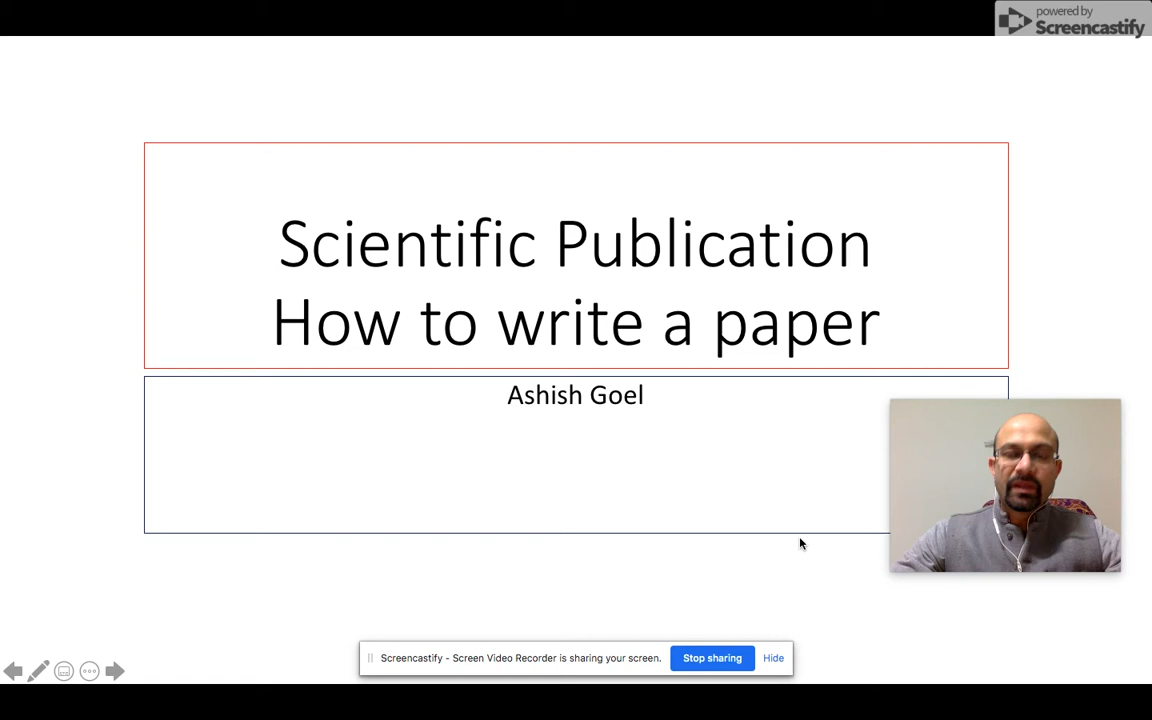 powered by
Screencastify
Scientific Publication
How to write a paper
Ashish Goel
Screencastify - Screen Video Recorder is sharing your screen. Stop sharing Hide